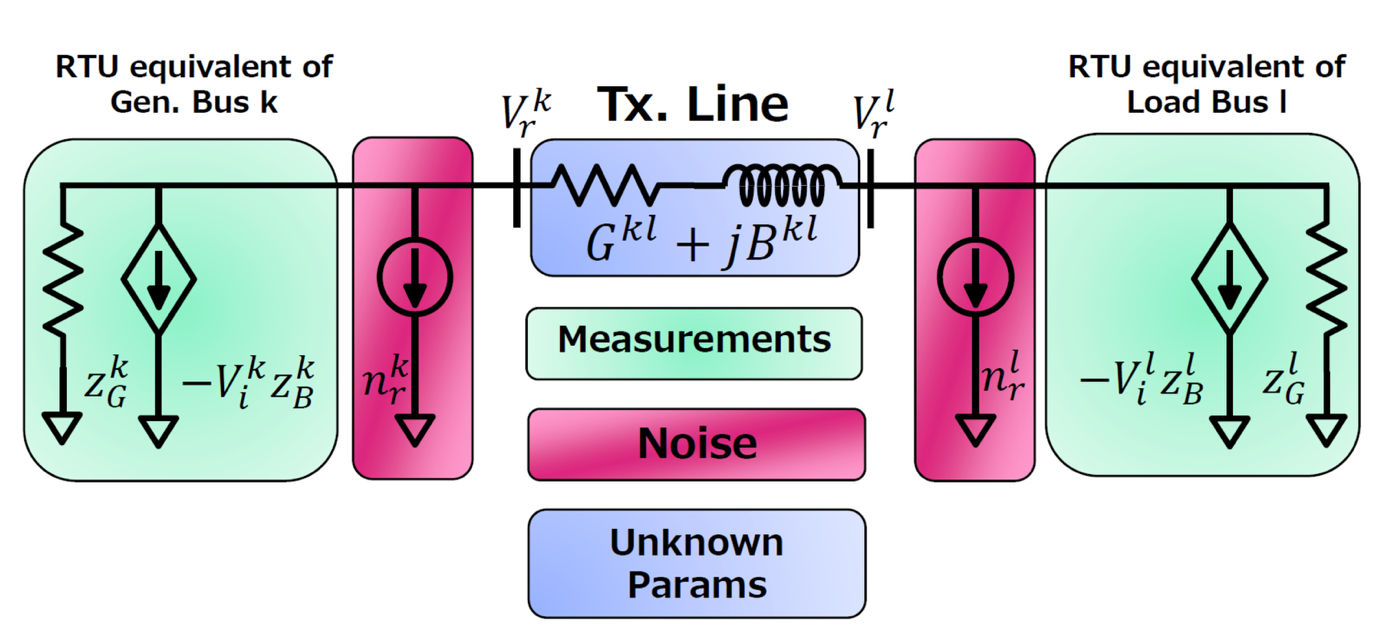 RTU equivalent of
Gen. Bus k
RTU equivalent of
Load Bus l
Tx. Line
V_r^k
V_r^l
G^{kl} + jB^{kl}
z_G^k
-V_i^k z_B^k
n_r^k
n_r^l
-V_i^l z_B^l
z_G^l
Measurements
Noise
Unknown
Params